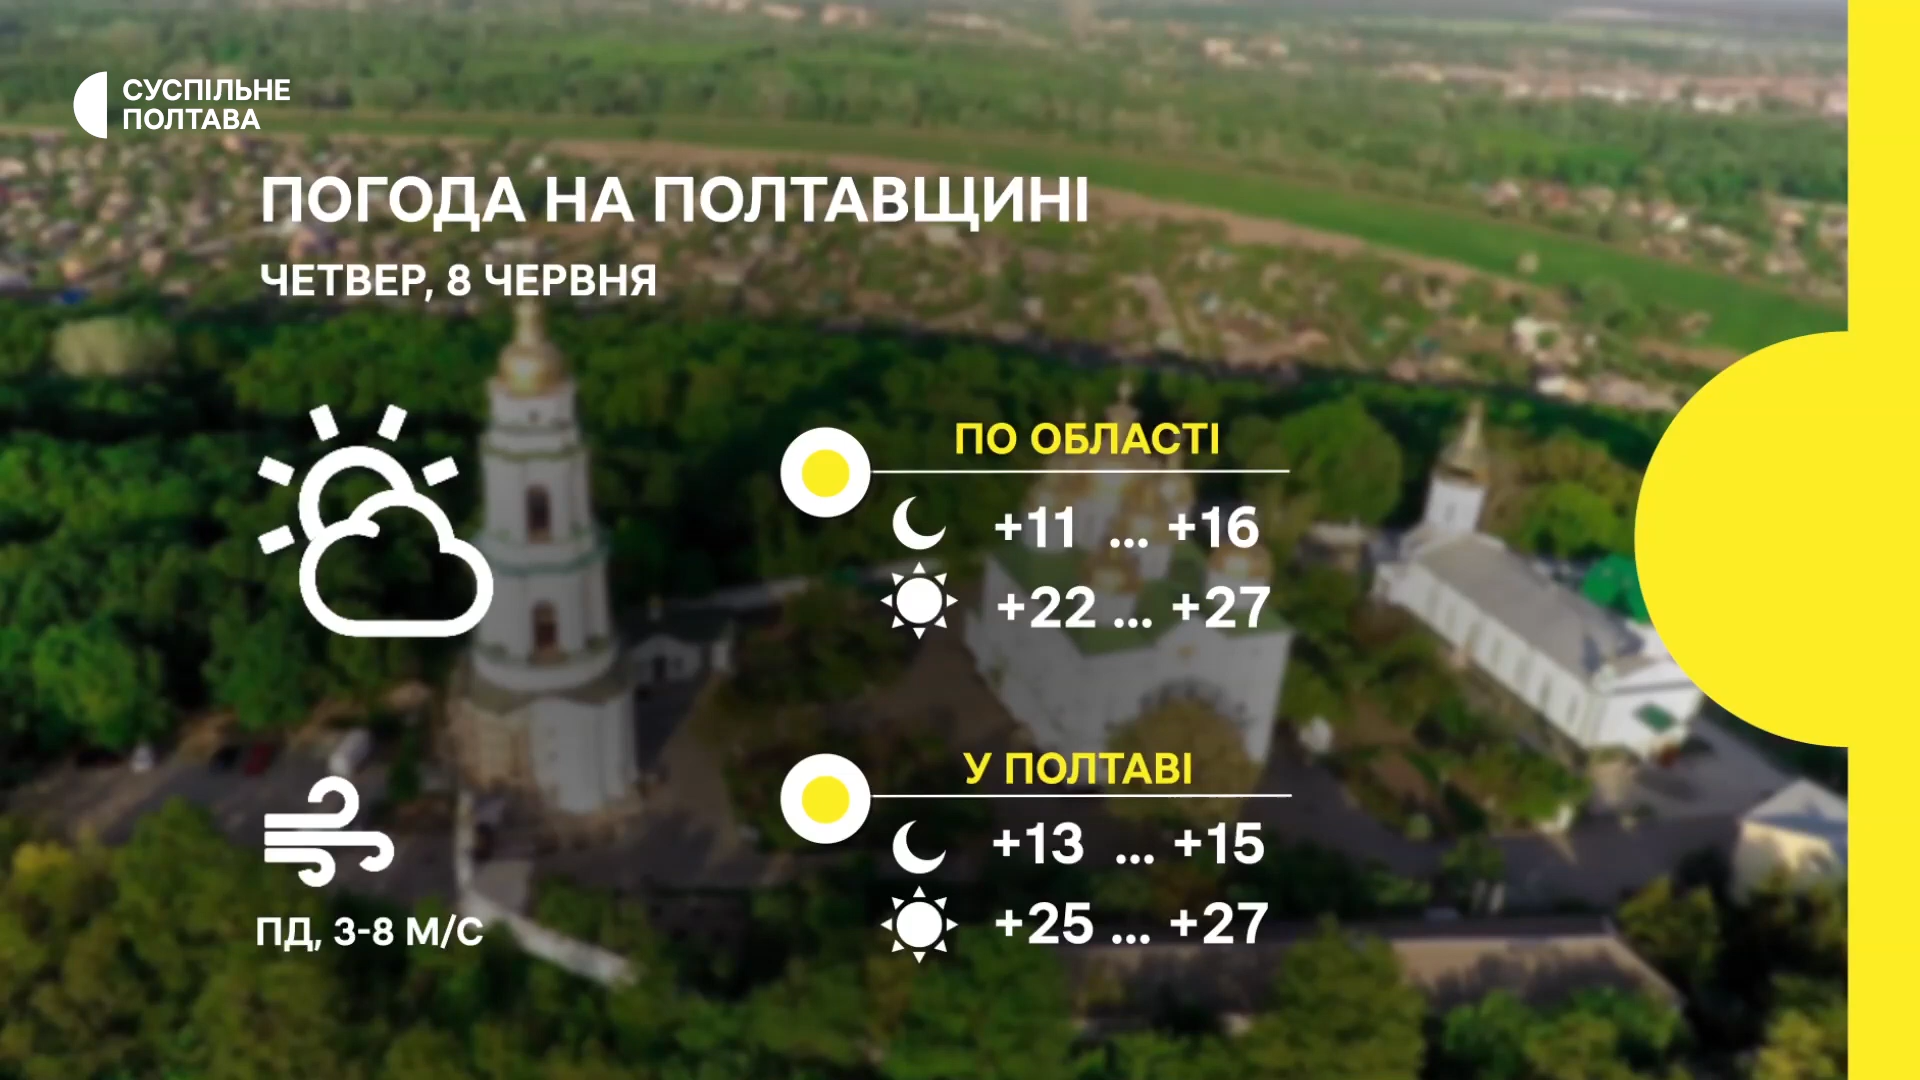 СУСПІЛЬНЕ
ПОЛТАВА
ПОГОДА НА ПОЛТАВЩИНІ
ЧЕТВЕР, 8 ЧЕРВНЯ
ПО ОБЛАСТІ
+11 ... +16
+22 ... +27
У ПОЛТАВІ
+13 ... +15
+25 ... +27
ПД, 3-8 М/С